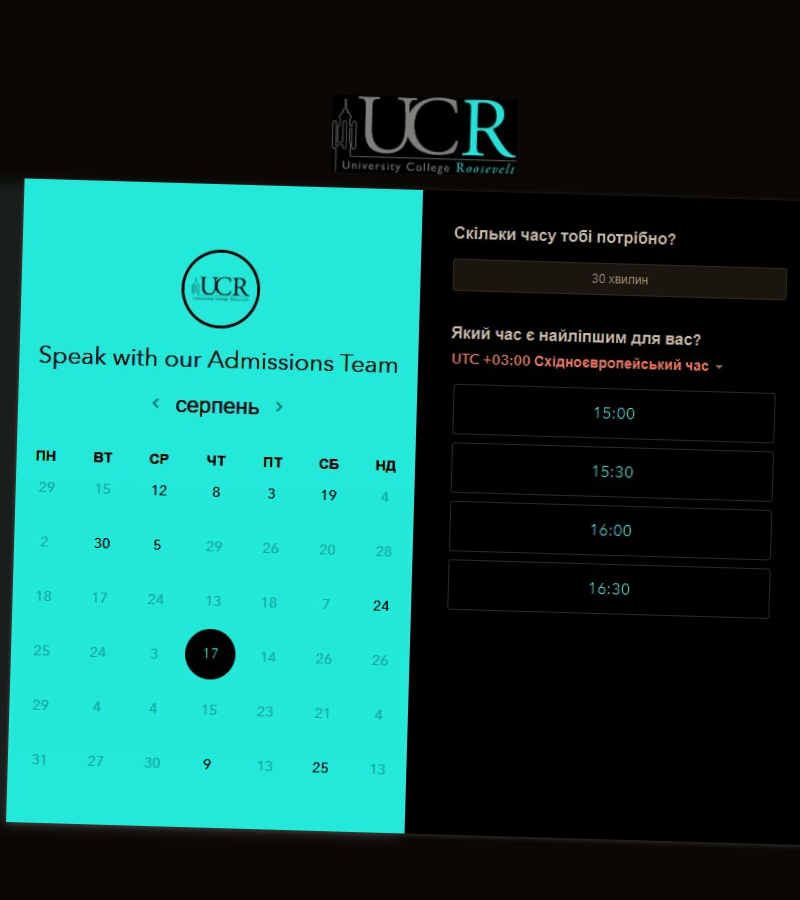 UCR
University College Roosevelt
UCR
Speak with our Admissions Team
серпень
ПН ВТ СР ЧТ ПТ СБ НД
29 15 12 8 3 19 4
2 30 5 29 26 20 28
18 17 24 13 18 7 24
25 24 3 17 14 26 26
29 4 4 15 23 21 4
31 27 30 9 13 25 13
Скільки часу тобі потрібно?
30 хвилин
Який час є найліпшим для вас?
UTC +03:00 Східноєвропейський час
15:00
15:30
16:00
16:30